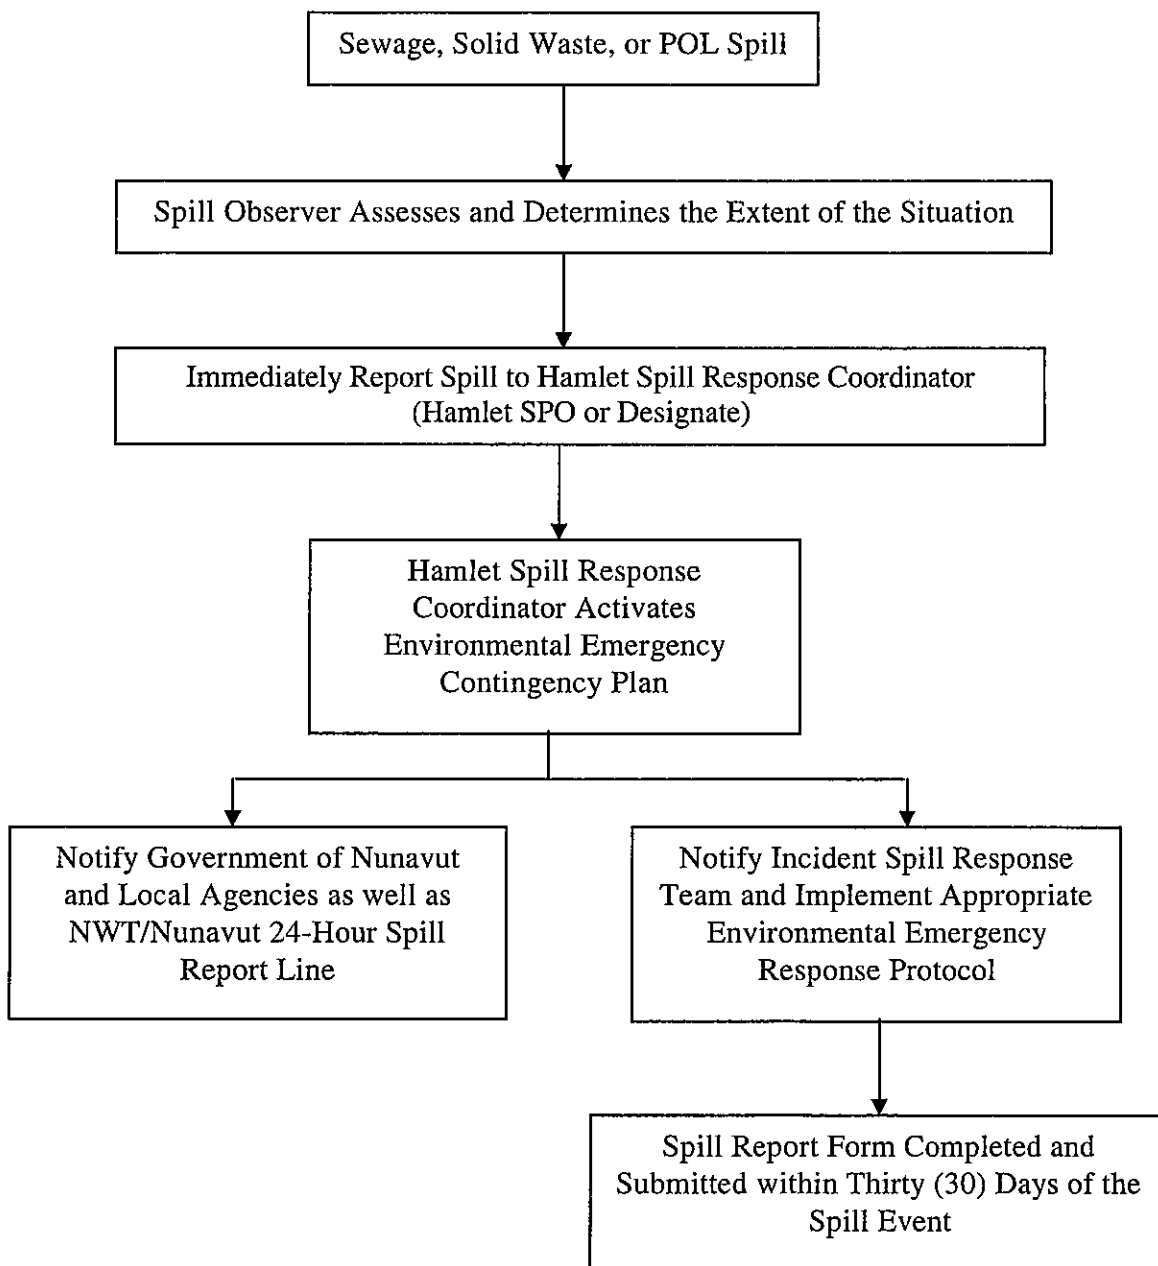 Sewage, Solid Waste, or POL Spill
Spill Observer Assesses and Determines the Extent of the Situation
Immediately Report Spill to Hamlet Spill Response Coordinator
(Hamlet SPO or Designate)
Hamlet Spill Response
Coordinator Activates
Environmental Emergency
Contingency Plan
Notify Government of Nunavut
and Local Agencies as well as
NWT/Nunavut 24-Hour Spill
Report Line
Notify Incident Spill Response
Team and Implement Appropriate
Environmental Emergency
Response Protocol
Spill Report Form Completed and
Submitted within Thirty (30) Days of the
Spill Event